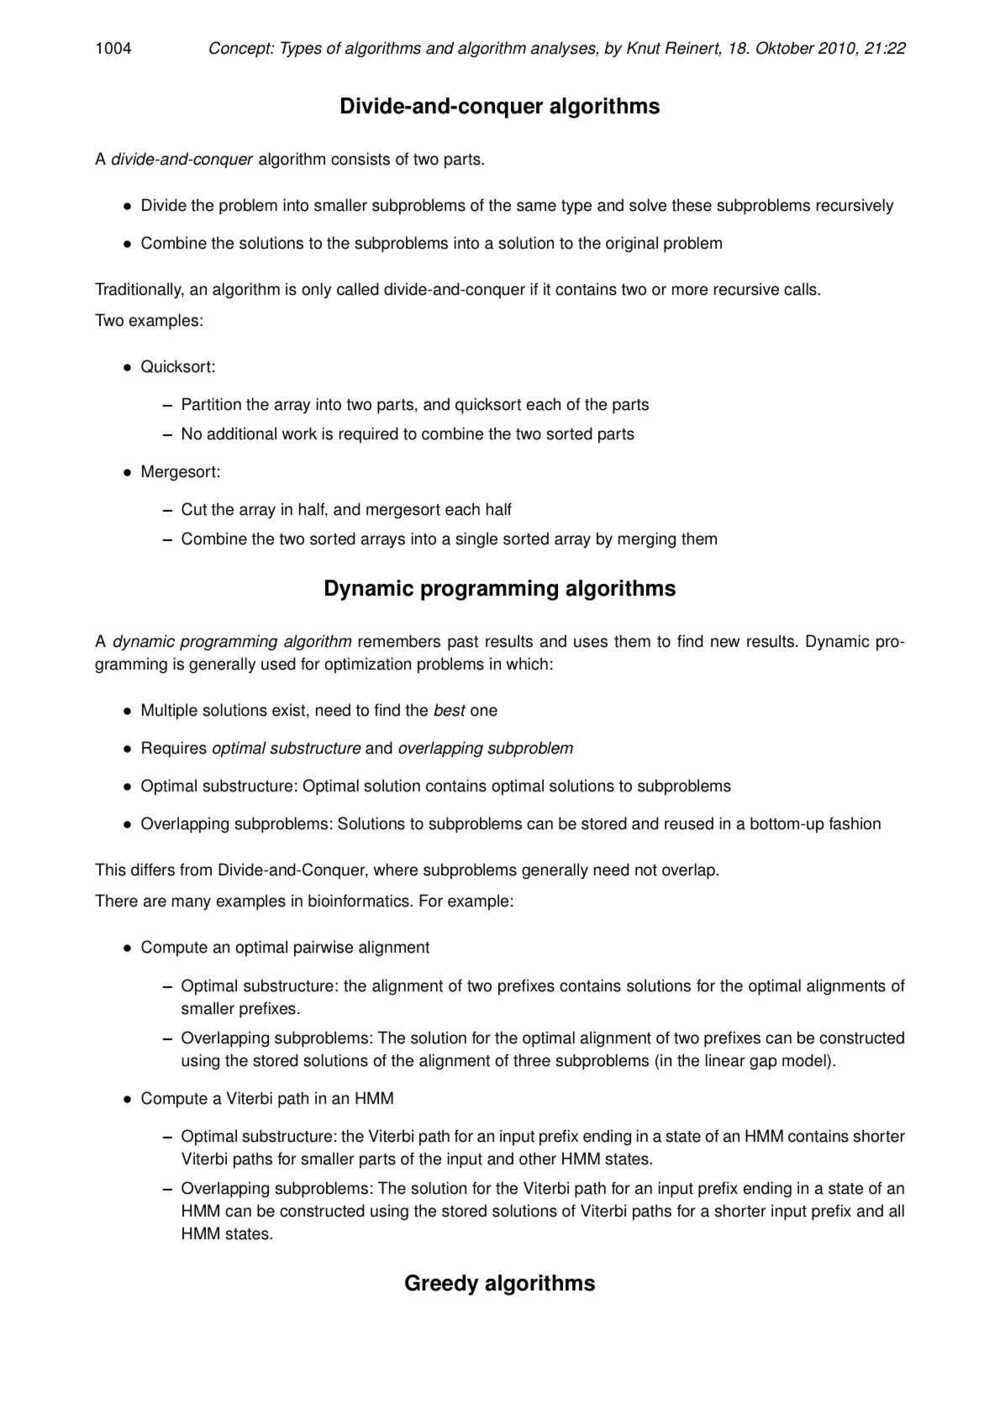 1004 Concept: Types of algorithms and algorithm analyses, by Knut Reinert, 18. Oktober 2010, 21:22
Divide-and-conquer algorithms
A divide-and-conquer algorithm consists of two parts.
• Divide the problem into smaller subproblems of the same type and solve these subproblems recursively
• Combine the solutions to the subproblems into a solution to the original problem
Traditionally, an algorithm is only called divide-and-conquer if it contains two or more recursive calls.
Two examples:
• Quicksort:
– Partition the array into two parts, and quicksort each of the parts
– No additional work is required to combine the two sorted parts
• Mergesort:
– Cut the array in half, and mergesort each half
– Combine the two sorted arrays into a single sorted array by merging them
Dynamic programming algorithms
A dynamic programming algorithm remembers past results and uses them to find new results. Dynamic pro-
gramming is generally used for optimization problems in which:
• Multiple solutions exist, need to find the best one
• Requires optimal substructure and overlapping subproblem
• Optimal substructure: Optimal solution contains optimal solutions to subproblems
• Overlapping subproblems: Solutions to subproblems can be stored and reused in a bottom-up fashion
This differs from Divide-and-Conquer, where subproblems generally need not overlap.
There are many examples in bioinformatics. For example:
• Compute an optimal pairwise alignment
– Optimal substructure: the alignment of two prefixes contains solutions for the optimal alignments of
smaller prefixes.
– Overlapping subproblems: The solution for the optimal alignment of two prefixes can be constructed
using the stored solutions of the alignment of three subproblems (in the linear gap model).
• Compute a Viterbi path in an HMM
– Optimal substructure: the Viterbi path for an input prefix ending in a state of an HMM contains shorter
Viterbi paths for smaller parts of the input and other HMM states.
– Overlapping subproblems: The solution for the Viterbi path for an input prefix ending in a state of an
HMM can be constructed using the stored solutions of Viterbi paths for a shorter input prefix and all
HMM states.
Greedy algorithms